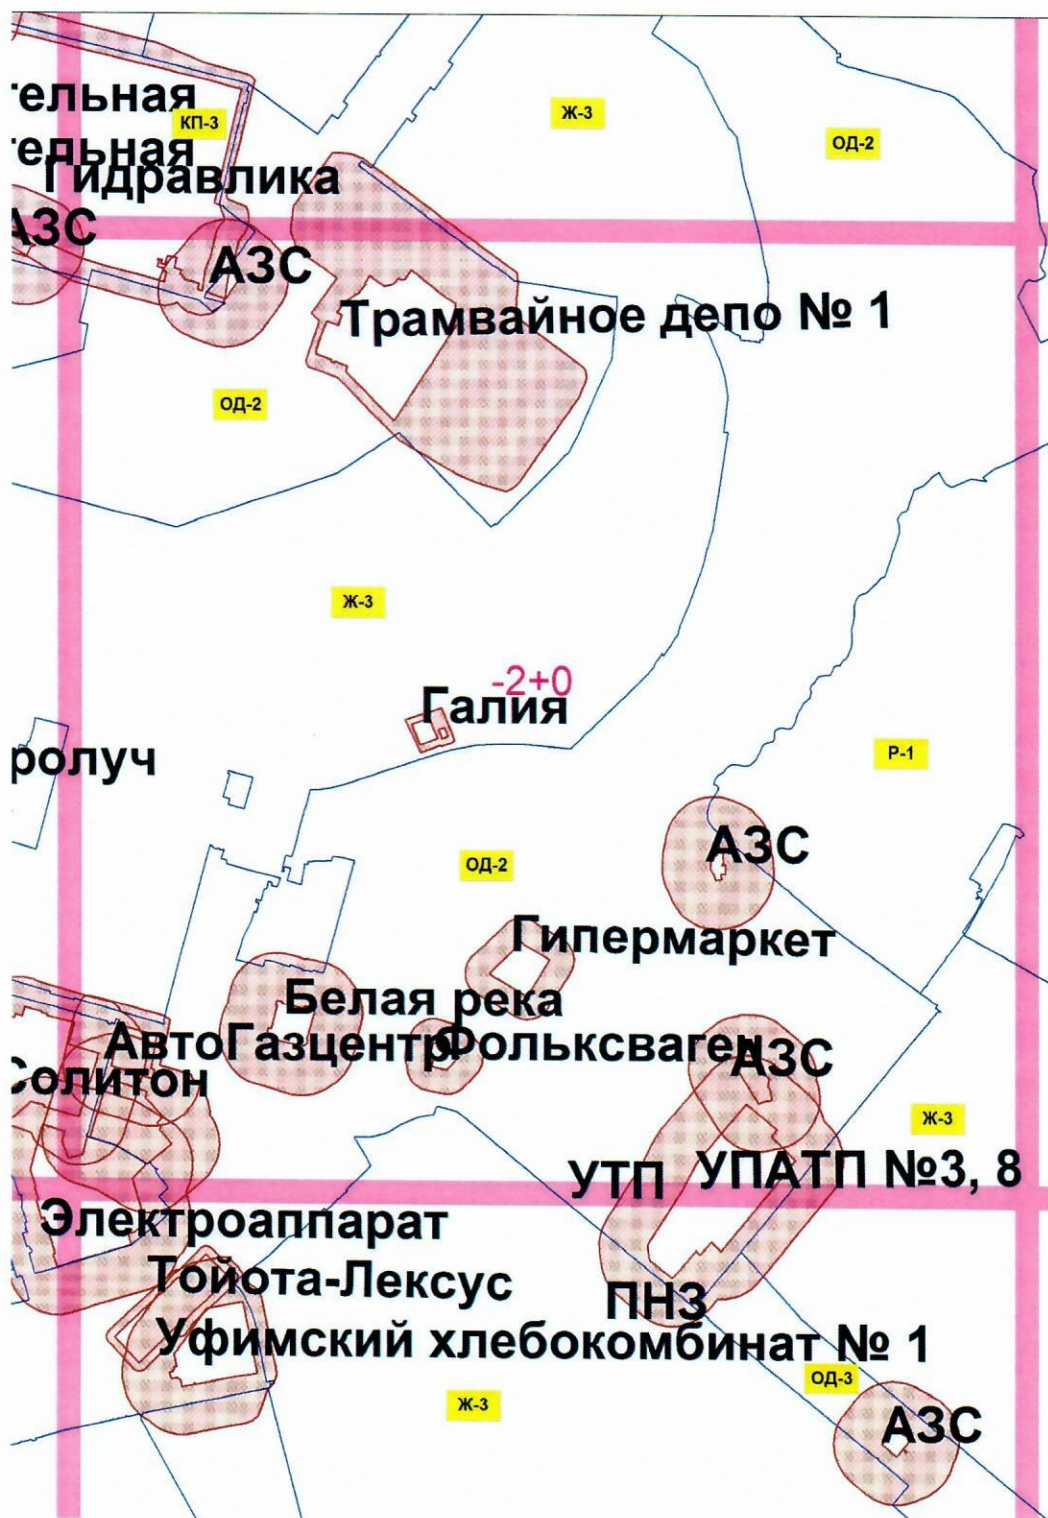 тельная
КП-3
Ж-3
ОД-2
тельная
Гидравлика
АЗС
АЗС
Трамвайное депо № 1
ОД-2
Ж-3
-2+0
Галия
ролуч
Р-1
АЗС
ОД-2
Гипермаркет
Белая река
АвтоГазцентр
Фольксваген
АЗС
Солитон
Ж-3
УТП
УПАТП №3, 8
Электроаппарат
Тойота-Лексус
ПНЗ
Уфимский хлебокомбинат № 1
ОД-3
Ж-3
АЗС